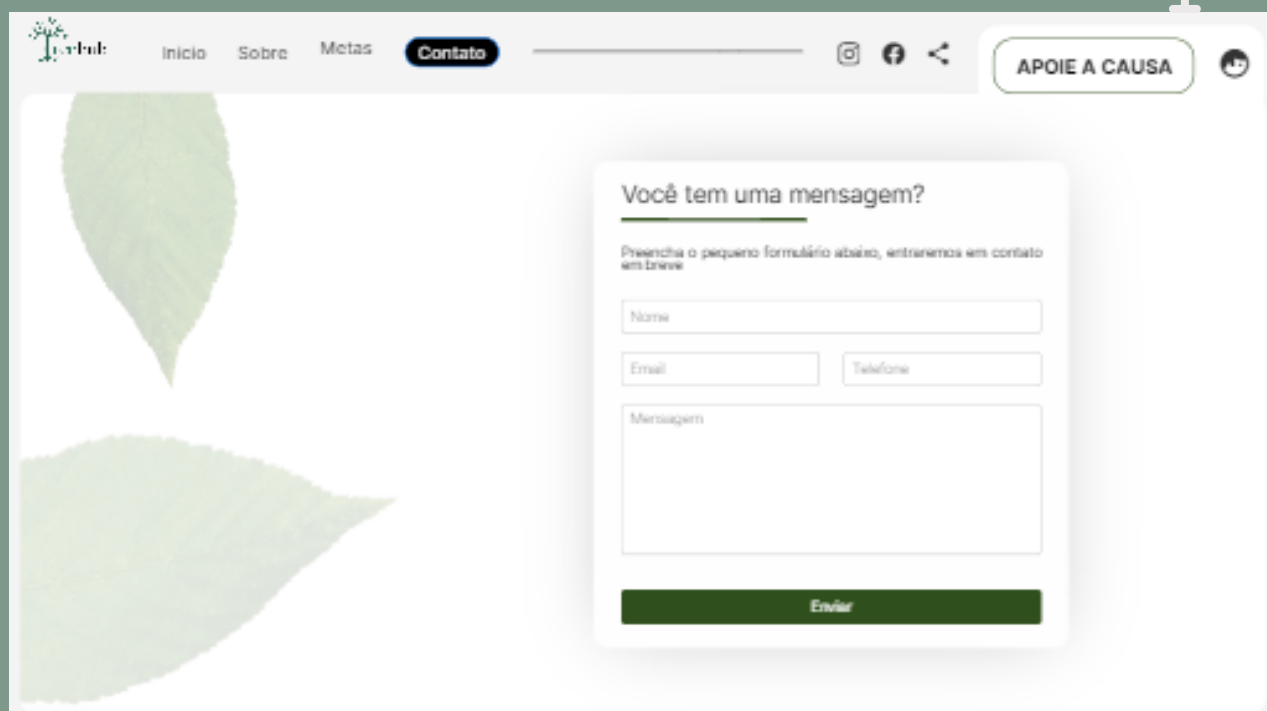 Inicio Sobre Metas Contato APOIE A CAUSA
Você tem uma mensagem?
Preencha o pequeno formulário abaixo, entraremos em contato
em breve
Nome
Email Telefone
Mensagem
Enviar